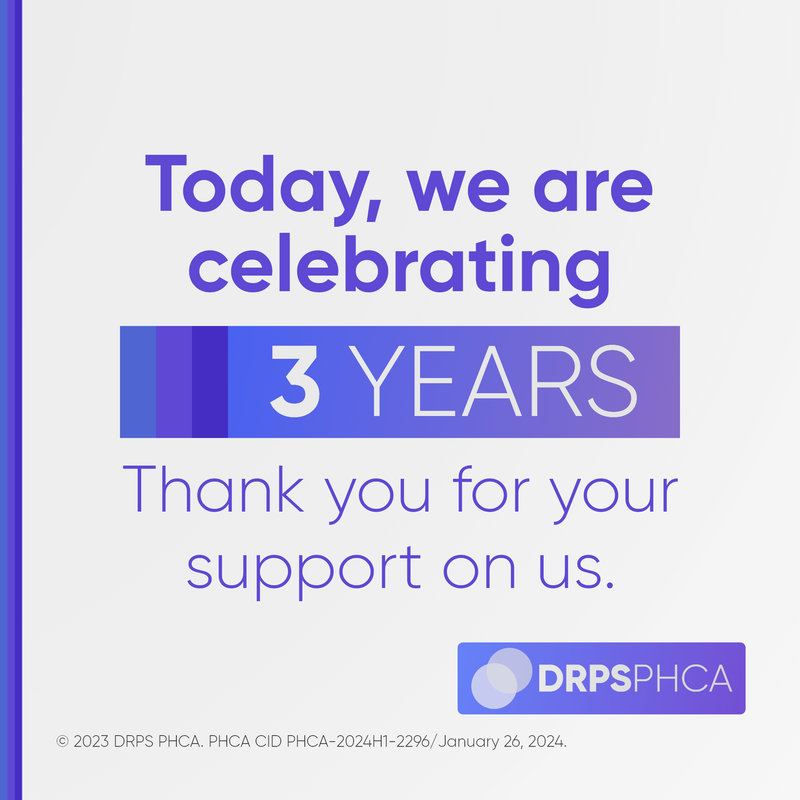 Today, we are
celebrating
3 YEARS
Thank you for your
support on us.
DRPSPHCA
© 2023 DRPS PHCA. PHCA CID PHCA-2024H1-2296/January 26, 2024.